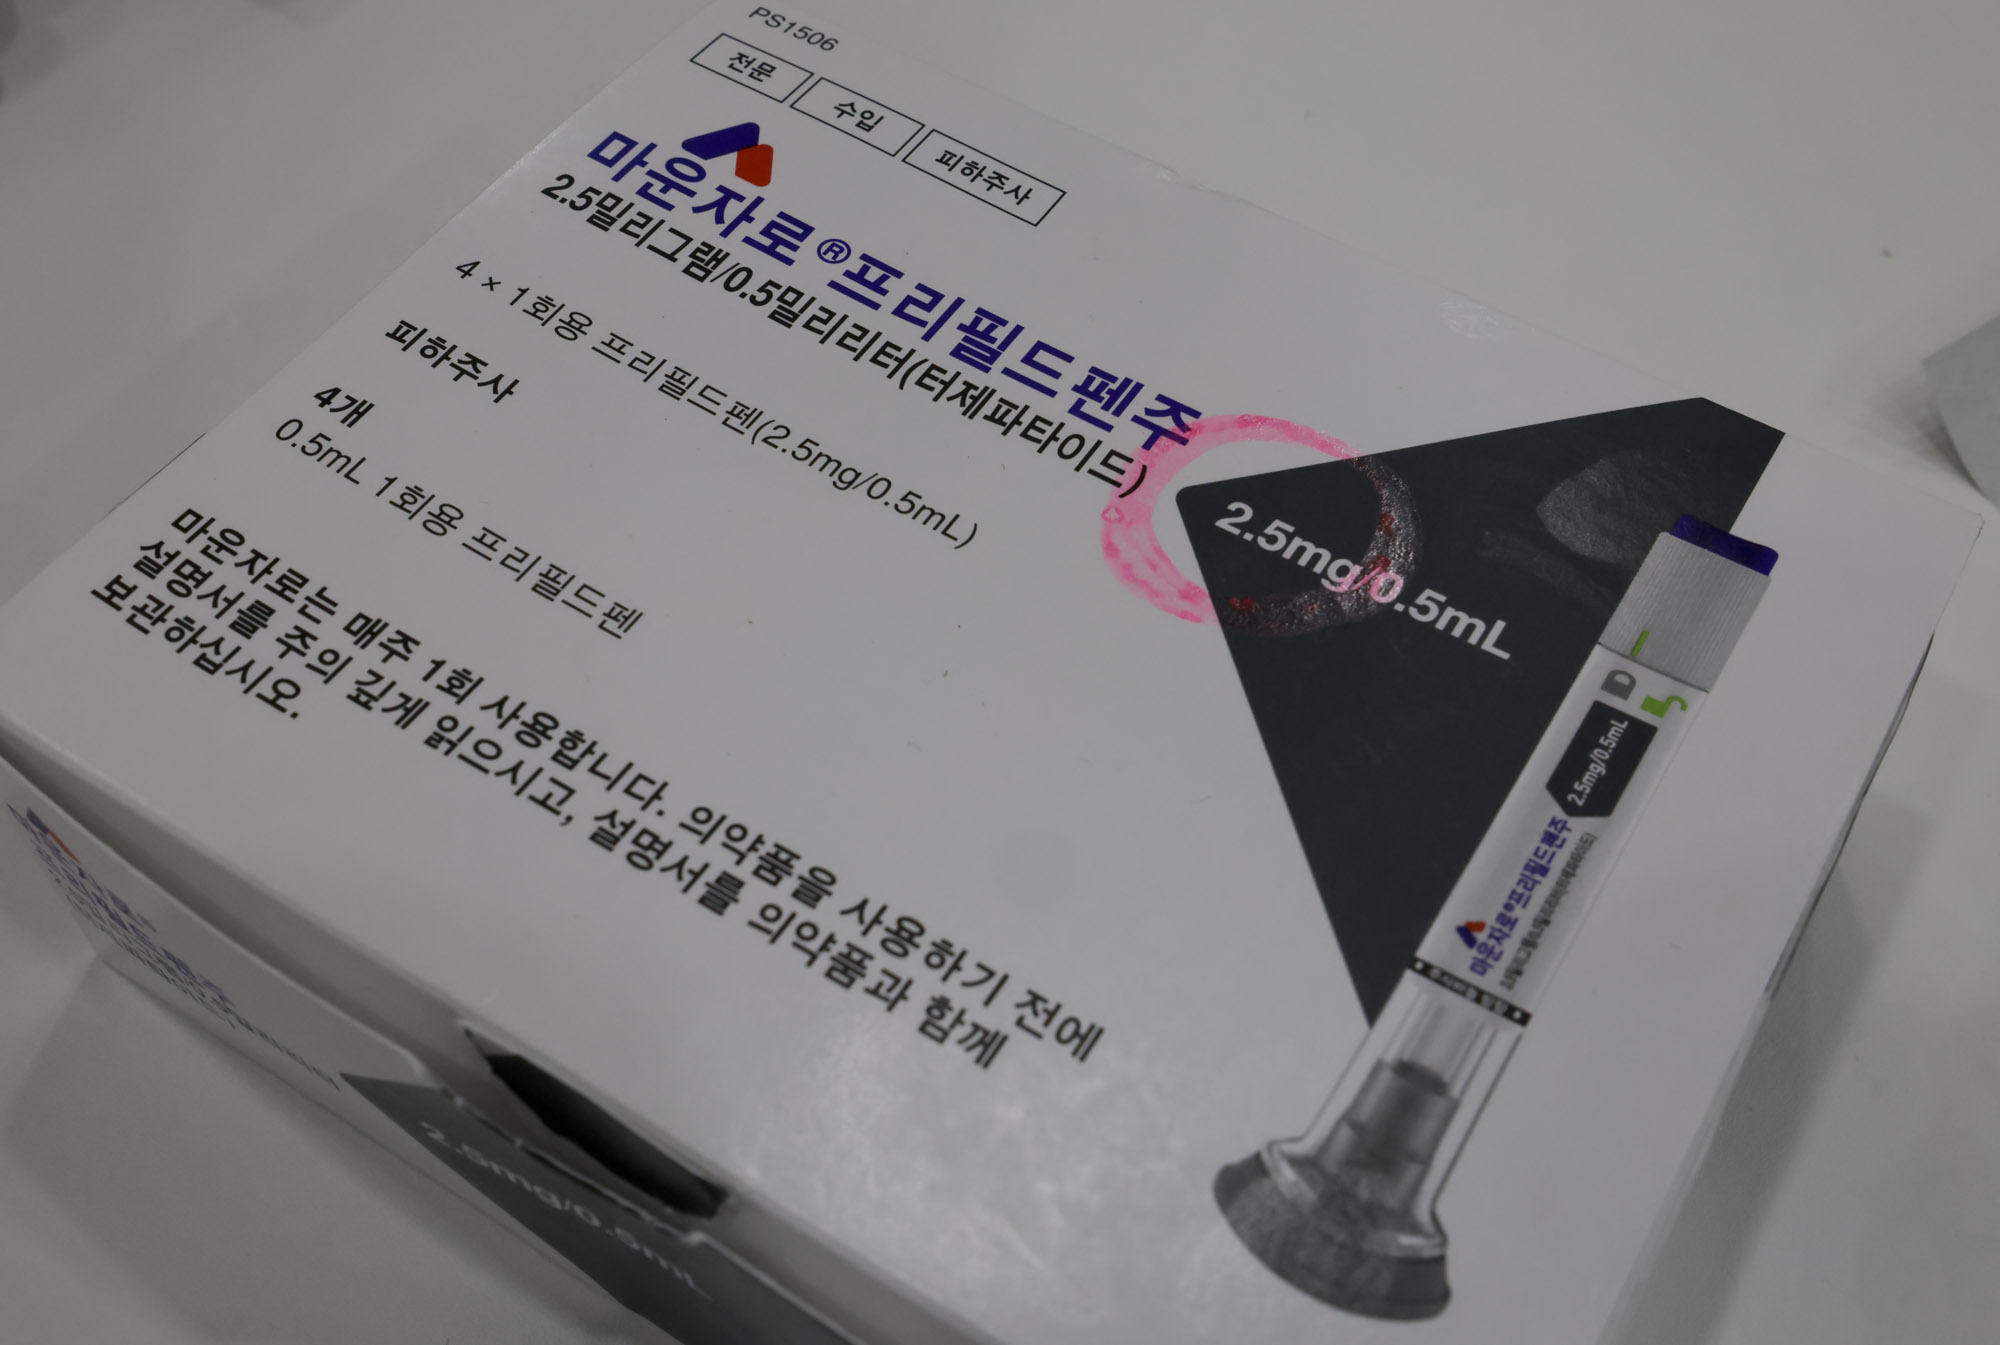 PS1506
전문 수입 피하주사
마운자로®프리필드펜주
2.5밀리그램/0.5밀리리터(터제파타이드)
4 × 1회용 프리필드펜(2.5mg/0.5mL)
피하주사
4개
0.5mL 1회용 프리필드펜
마운자로는 매주 1회 사용합니다. 의약품을 사용하기 전에
설명서를 주의 깊게 읽으시고, 설명서를 의약품과 함께
보관하십시오.
2.5mg/0.5mL
2.5mg/0.5mL
마운자로®프리필드펜주
2.5mg/0.5mL